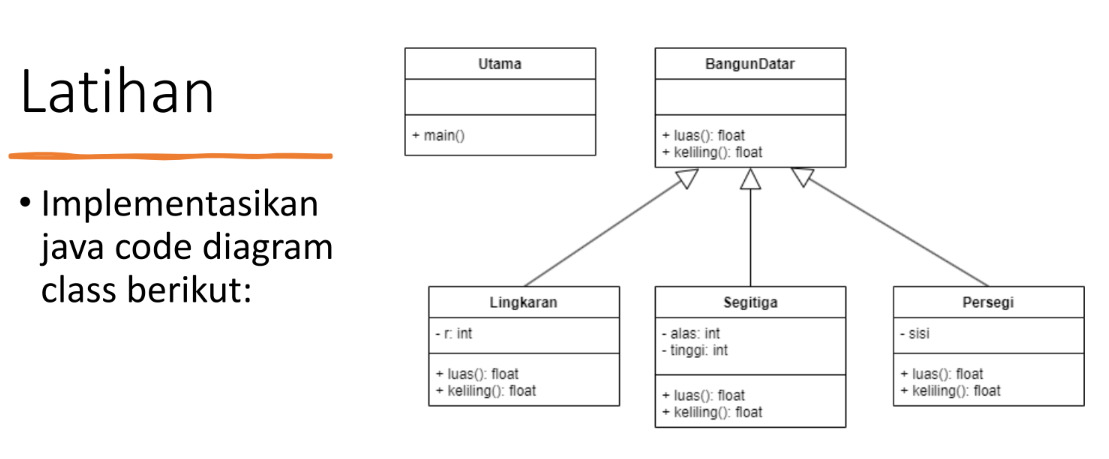 Latihan
• Implementasikan
java code diagram
class berikut:
Utama
+ main()
BangunDatar
+ luas(): float
+ keliling(): float
Lingkaran
- r: int
+ luas(): float
+ keliling(): float
Segitiga
- alas: int
- tinggi: int
+ luas(): float
+ keliling(): float
Persegi
- sisi
+ luas(): float
+ keliling(): float